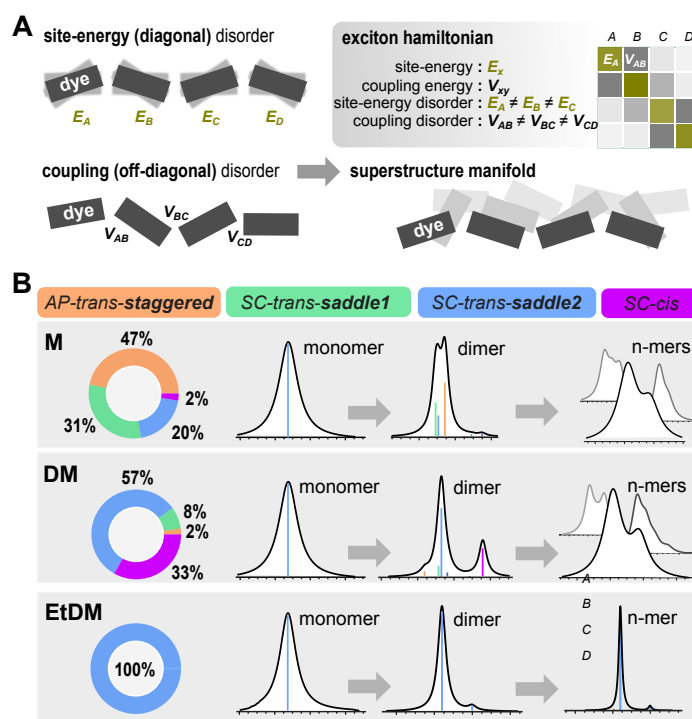 A
site-energy (diagonal) disorder
dye
E_A E_B E_C E_D
exciton hamiltonian
site-energy : E_x
coupling energy : V_xy
site-energy disorder : E_A ≠ E_B ≠ E_C
coupling disorder : V_AB ≠ V_BC ≠ V_CD
A B C D
E_A V_AB
coupling (off-diagonal) disorder
superstructure manifold
dye
V_AB V_BC V_CD
dye
B
AP-trans-staggered SC-trans-saddle1 SC-trans-saddle2 SC-cis
M
47%
2%
20%
31%
monomer
dimer
n-mers
DM
57%
8%
2%
33%
monomer
dimer
n-mers
A
B
C
D
EtDM
100%
monomer
dimer
n-mer